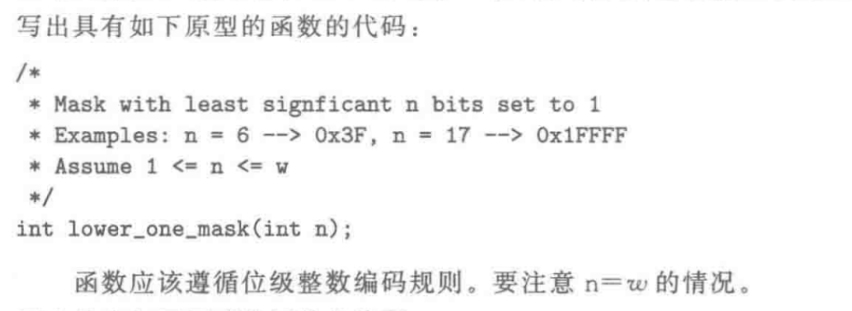 写出具有如下原型的函数的代码：
/*
 * Mask with least signficant n bits set to 1
 * Examples: n = 6 --> 0x3F, n = 17 --> 0x1FFFF
 * Assume 1 <= n <= w
 */
int lower_one_mask(int n);
函数应该遵循位级整数编码规则。要注意 n=w 的情况。